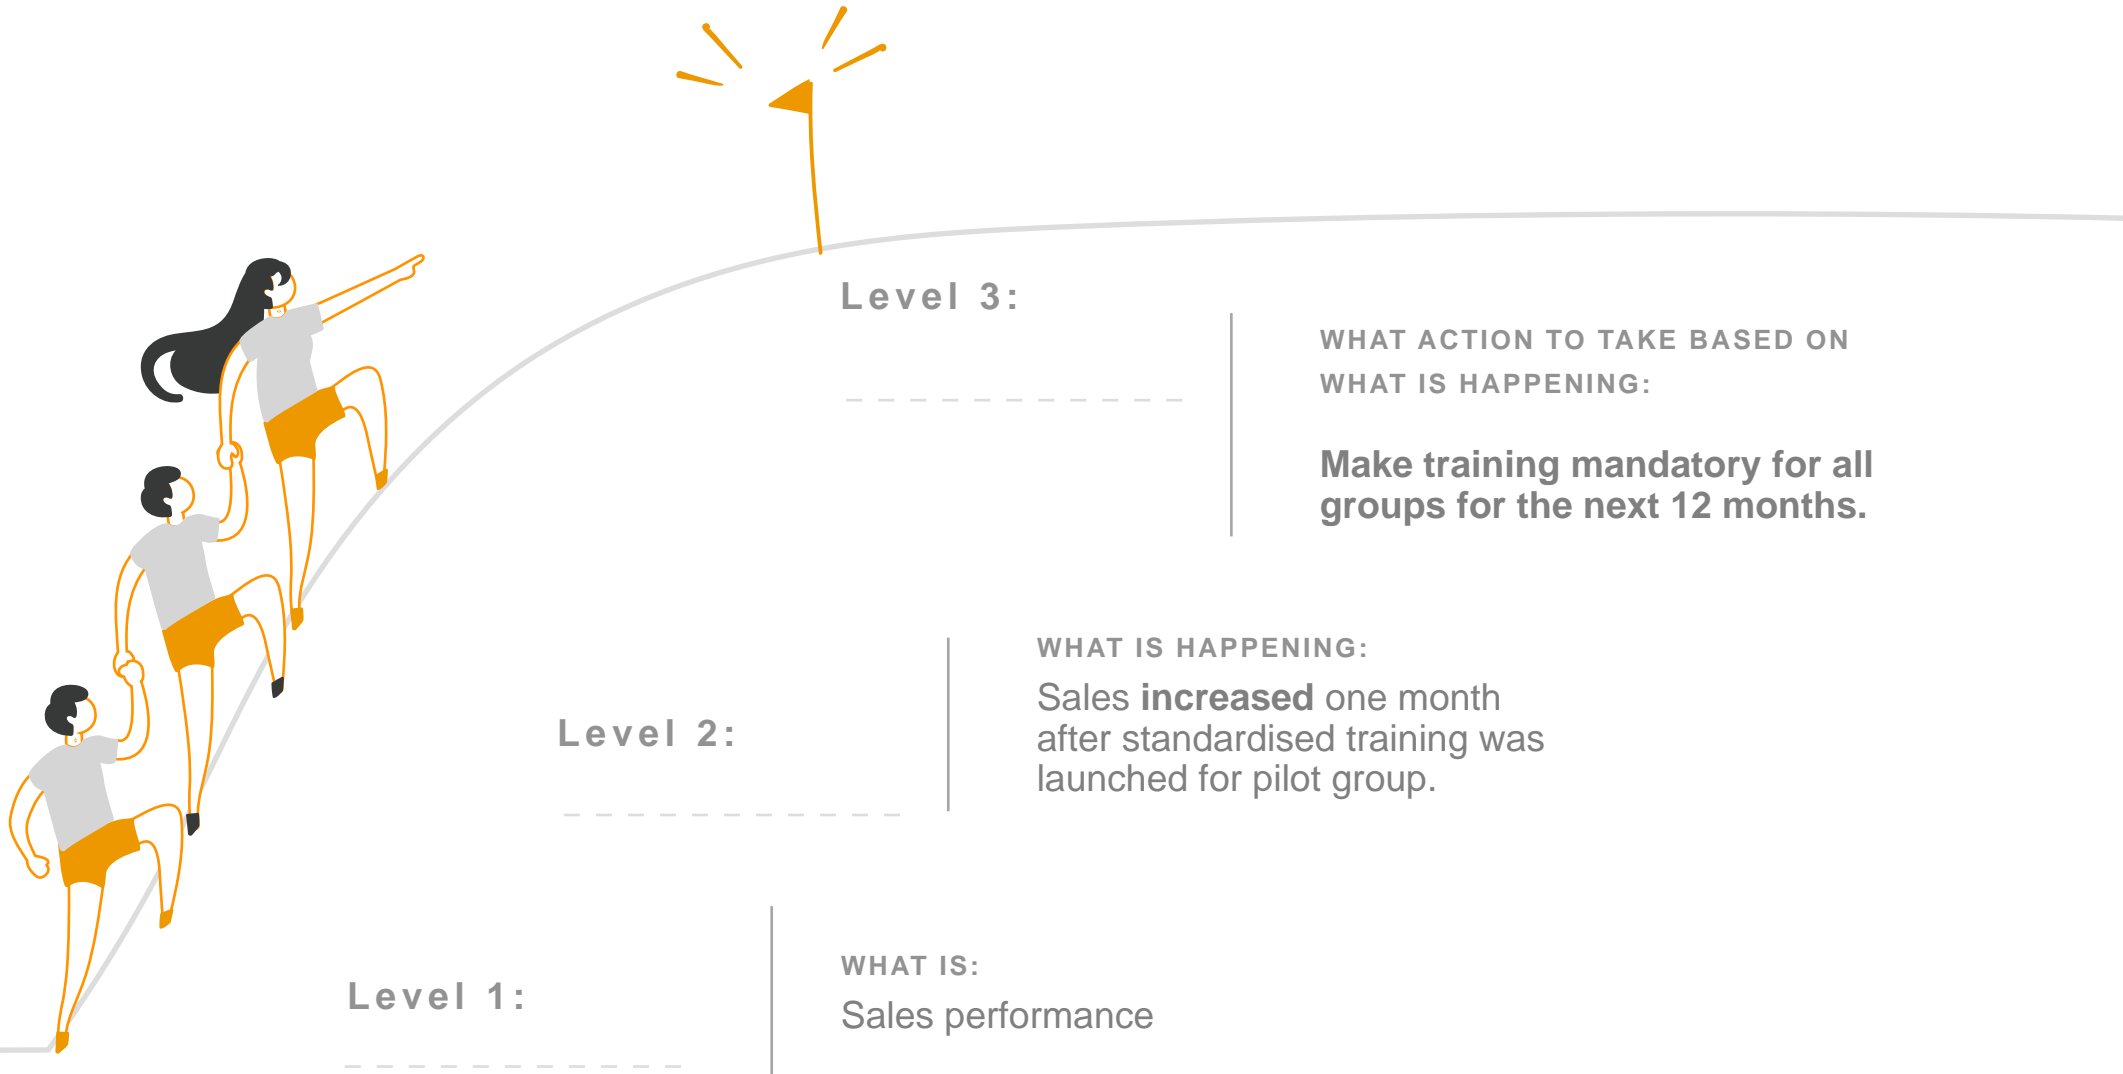 Level 3:
WHAT ACTION TO TAKE BASED ON
WHAT IS HAPPENING:
Make training mandatory for all
groups for the next 12 months.
Level 2:
WHAT IS HAPPENING:
Sales increased one month
after standardised training was
launched for pilot group.
Level 1:
WHAT IS:
Sales performance